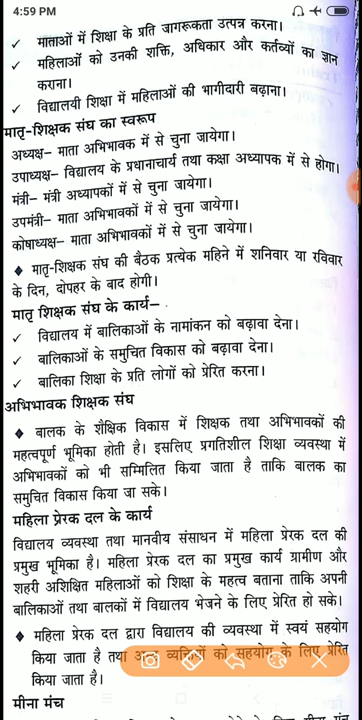 4:59 PM
✓ माताओं में शिक्षा के प्रति जागरूकता उत्पन्न करना।
✓ महिलाओं को उनकी शक्ति, अधिकार और कर्तव्यों का ज्ञान
कराना।
✓ विद्यालयी शिक्षा में महिलाओं की भागीदारी बढ़ाना।
मातृ-शिक्षक संघ का स्वरूप
अध्यक्ष– माता अभिभावक में से चुना जायेगा।
उपाध्यक्ष– विद्यालय के प्रधानाचार्य तथा कक्षा अध्यापक में से होगा।
मंत्री– मंत्री अध्यापकों में से चुना जायेगा।
उपमंत्री– माता अभिभावकों में से चुना जायेगा।
कोषाध्यक्ष– माता अभिभावकों में से चुना जायेगा।
♦ मातृ-शिक्षक संघ की बैठक प्रत्येक महिने में शनिवार या रविवार
के दिन, दोपहर के बाद होगी।
मातृ शिक्षक संघ के कार्य–
✓ विद्यालय में बालिकाओं के नामांकन को बढ़ावा देना।
✓ बालिकाओं के समुचित विकास को बढ़ावा देना।
✓ बालिका शिक्षा के प्रति लोगों को प्रेरित करना।
अभिभावक शिक्षक संघ
♦ बालक के शैक्षिक विकास में शिक्षक तथा अभिभावकों की
महत्वपूर्ण भूमिका होती है। इसलिए प्रगतिशील शिक्षा व्यवस्था में
अभिभावकों को भी सम्मिलित किया जाता है ताकि बालक का
समुचित विकास किया जा सके।
महिला प्रेरक दल के कार्य
विद्यालय व्यवस्था तथा मानवीय संसाधन में महिला प्रेरक दल की
प्रमुख भूमिका है। महिला प्रेरक दल का प्रमुख कार्य ग्रामीण और
शहरी अशिक्षित महिलाओं को शिक्षा के महत्व बताना ताकि अपनी
बालिकाओं तथा बालकों में विद्यालय भेजने के लिए प्रेरित हो सके।
♦ महिला प्रेरक दल द्वारा विद्यालय की व्यवस्था में स्वयं सहयोग
किया जाता है तथा अन्य व्यक्तियों को सहयोग के लिए प्रेरित
किया जाता है।
मीना मंच